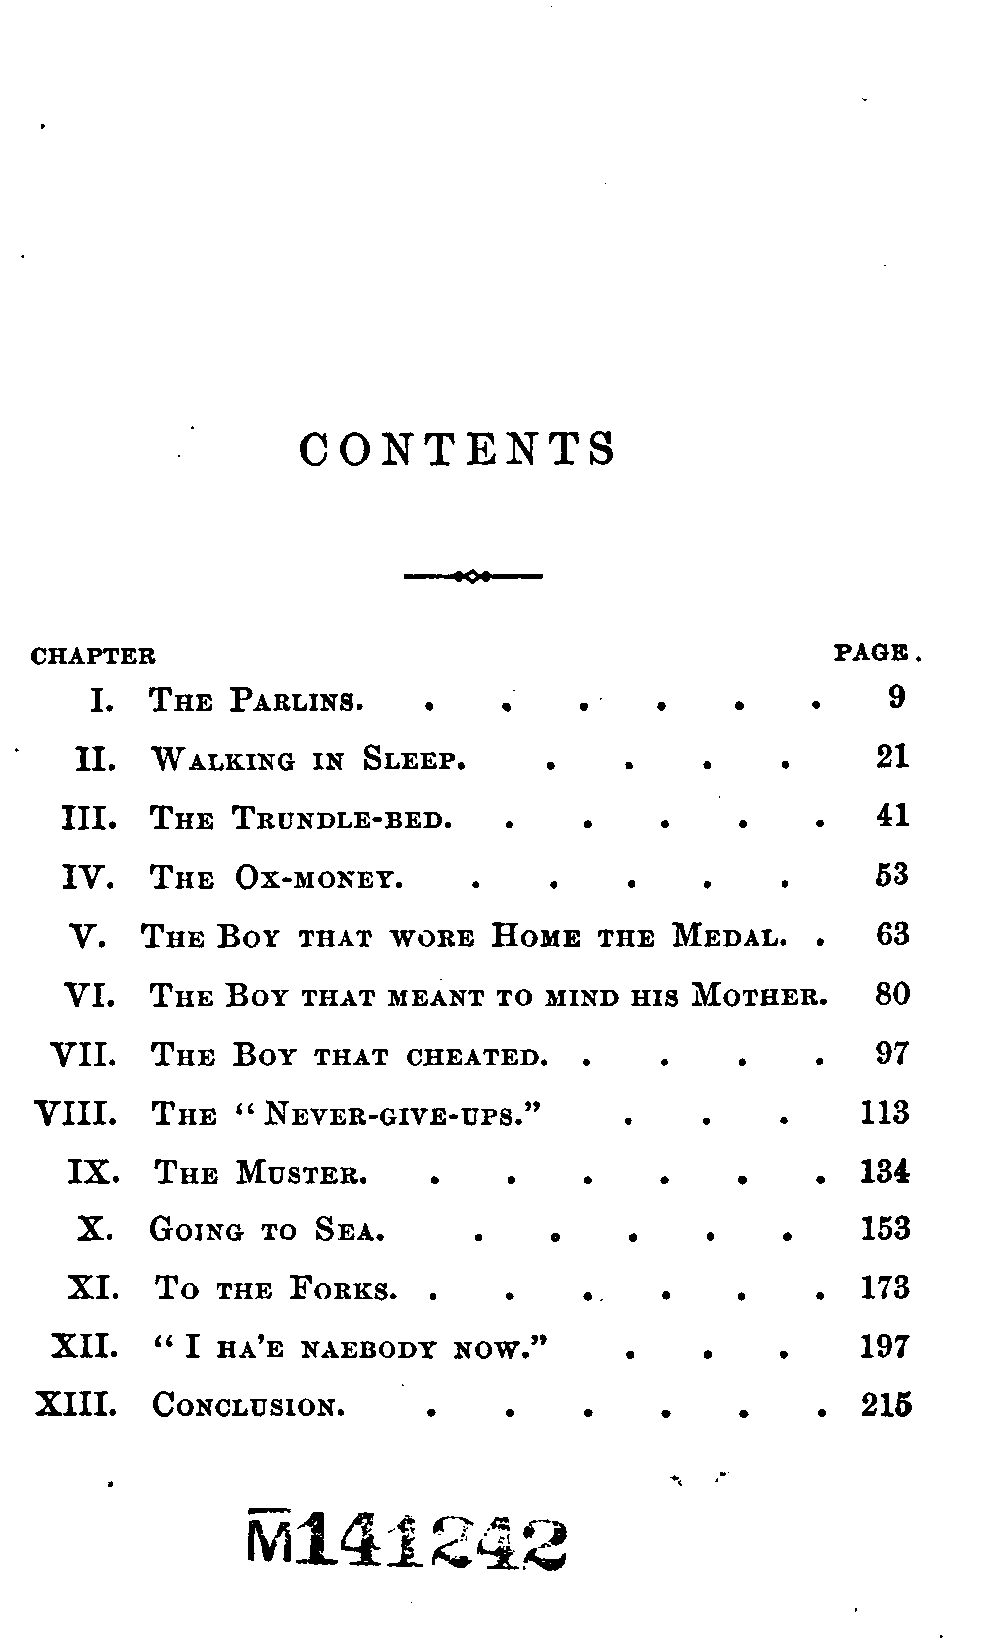 CONTENTS
CHAPTER PAGE.
I. The Parlins. . . . . . . 9
II. Walking in Sleep. . . . . 21
III. The Trundle-bed. . . . . . 41
IV. The Ox-money. . . . . . 53
V. The Boy that wore Home the Medal. . 63
VI. The Boy that meant to mind his Mother. 80
VII. The Boy that cheated. . . . . 97
VIII. The "Never-give-ups." . . . 113
IX. The Muster. . . . . . . 134
X. Going to Sea. . . . . . 153
XI. To the Forks. . . . . . . 173
XII. "I ha'e naebody now." . . . 197
XIII. Conclusion. . . . . . . 215
M141242